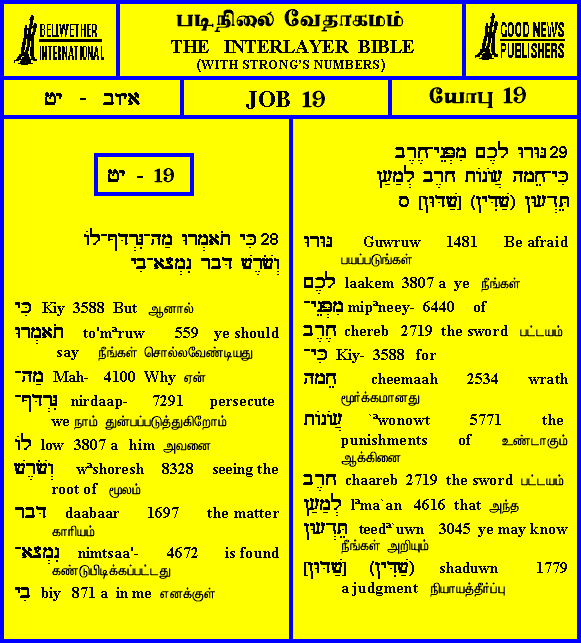 BELLWETHER
INTERNATIONAL
படிநிலை வேதாகமம்
THE INTERLAYER BIBLE
(WITH STRONG'S NUMBERS)
GOOD NEWS
PUBLISHERS
איוב - יט
JOB 19
யோபு 19
19 - יט
28 כִּי תֹאמְרוּ מַה־נִּרְדָּף־לוֹ
וְשֹׁרֶשׁ דָּבָר נִמְצָא־בִי
כִּי Kiy 3588 But ஆனால்
תֹאמְרוּ to'mªruw 559 ye should
say நீங்கள் சொல்லவேண்டியது
מַה־ Mah- 4100 Why ஏன்
נִּרְדָּף־ nirdaap- 7291 persecute
we நாம் துன்பப்படுத்துகிறோம்
לוֹ low 3807 a him அவனை
וְשֹׁרֶשׁ wªshoresh 8328 seeing the
root of மூலம்
דָּבָר daabaar 1697 the matter
காரியம்
נִמְצָא־ nimtsaa'- 4672 is found
கண்டுபிடிக்கப்பட்டது
בִי biy 871 a in me எனக்குள்
29 גּוּרוּ לָכֶם מִפְּנֵי־חֶרֶב
כִּי־חֵמָה עֲוֹנוֹת חָרֶב לְמַעַן
תֵּדְעוּן (שַׁדִּין) [שַׁדּוּן] ס
גּוּרוּ Guwruw 1481 Be afraid
பயப்படுங்கள்
לָכֶם laakem 3807 a ye நீங்கள்
מִפְּנֵי־ mipªneey- 6440 of
חֶרֶב chereb 2719 the sword பட்டயம்
כִּי־ Kiy- 3588 for
חֵמָה cheemaah 2534 wrath
மூர்க்கமானது
עֲוֹנוֹת `ªwonowt 5771 the
punishments of உண்டாகும்
ஆக்கினை
חָרֶב chaareb 2719 the sword பட்டயம்
לְמַעַן lªma`an 4616 that அந்த
תֵּדְעוּן teedª`uwn 3045 ye may know
நீங்கள் அறியும்
[שַׁדּוּן] (שַׁדִּין) shaduwn 1779
a judgment நியாயத்தீர்ப்பு